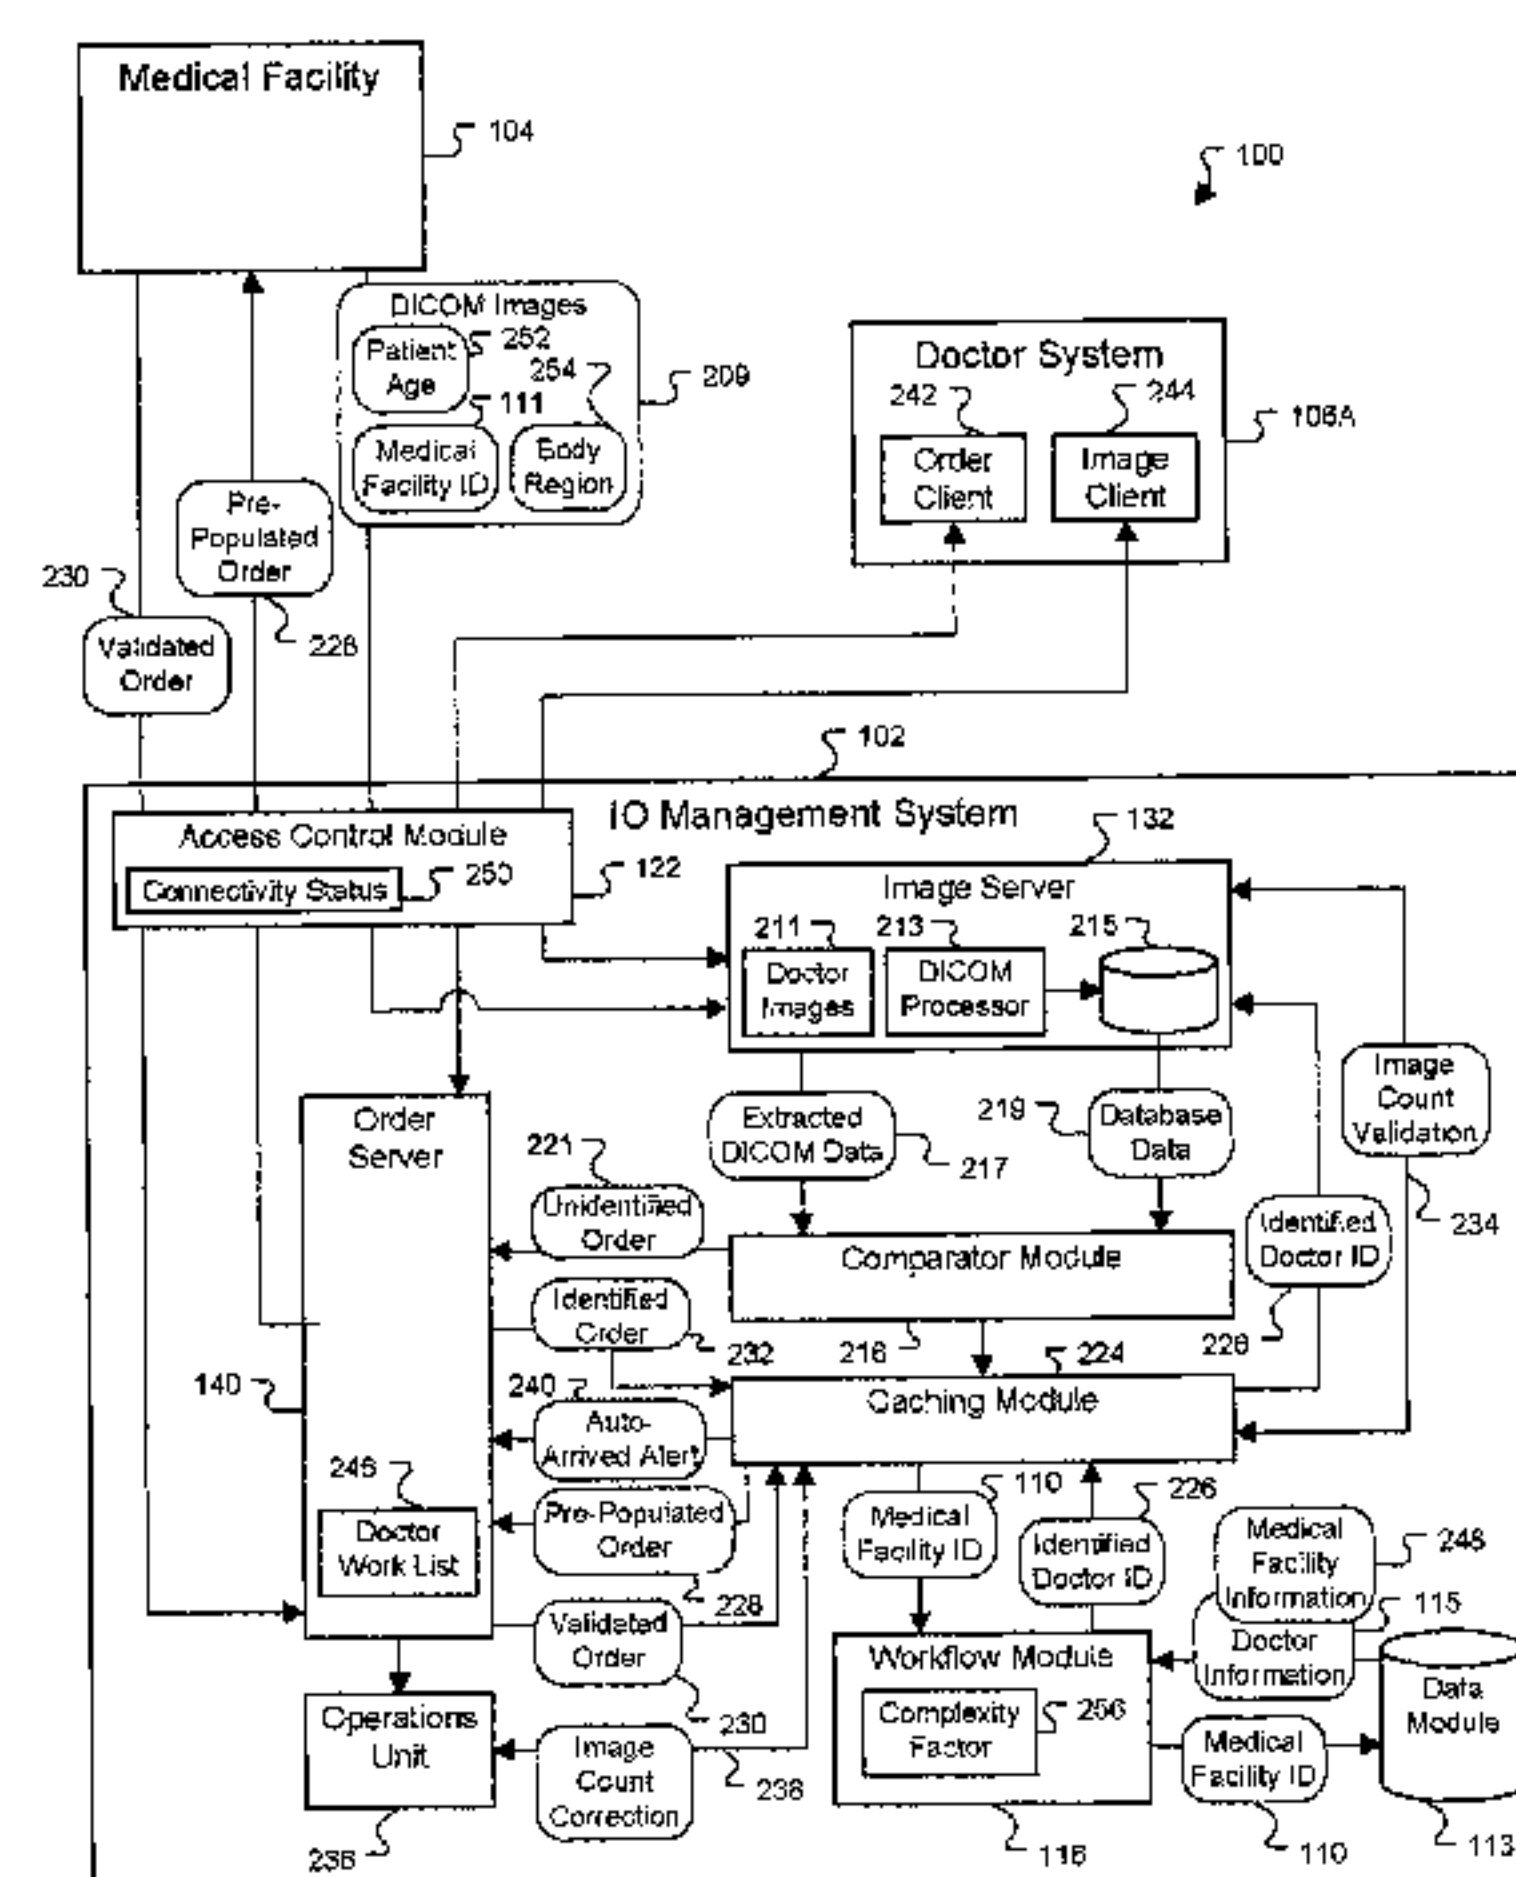 Medical Facility
104
100
DICOM Images
Patient
Age
252
254
209
111
Medical
Facility ID
Body
Region
Doctor System
242
244
106A
Order
Client
Image
Client
Pre-
Populated
Order
230
228
Validated
Order
102
IO Management System
Access Control Module
Connectivity Status
250
122
132
Image Server
211
213
215
Doctor
Images
DICOM
Processor
Image
Count
Validation
234
Order
Server
Extracted
DICOM Data
217
219
Database
Data
221
Unidentified
Order
Identified
Doctor ID
226
Comparator Module
Identified
Order
232
216
224
140
240
Caching Module
Auto-
Arrived Alert
246
110
226
Medical
Facility ID
Identified
Doctor ID
Pre-Populated
Order
228
Doctor
Work List
Medical
Facility
Information
248
115
Doctor
Information
Validated
Order
230
Workflow Module
Complexity
Factor
256
Data
Module
Operations
Unit
236
Image
Count
Correction
238
Medical
Facility ID
116
110
113